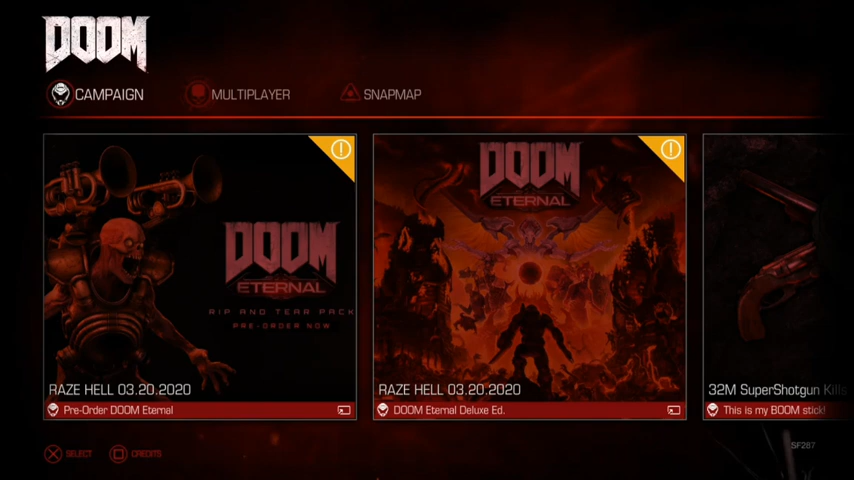 DOOM
CAMPAIGN
MULTIPLAYER
SNAPMAP
DOOM
ETERNAL
RIP AND TEAR PACK
PRE-ORDER NOW
RAZE HELL 03.20.2020
Pre-Order DOOM Eternal
DOOM
ETERNAL
RAZE HELL 03.20.2020
DOOM Eternal Deluxe Ed.
32M SuperShotgun Kills
This is my BOOM stick!
SELECT
CREDITS
SF287